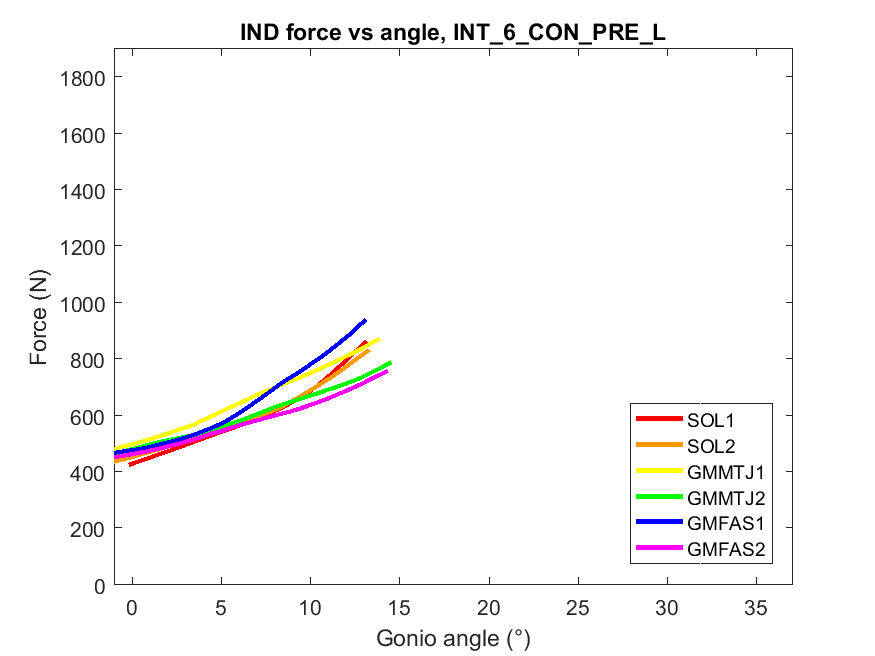 IND force vs angle, INT_6_CON_PRE_L
1800
1600
1400
1200
1000
800
600
400
200
0
Force (N)
0 5 10 15 20 25 30 35
Gonio angle (°)
SOL1
SOL2
GMMTJ1
GMMTJ2
GMFAS1
GMFAS2